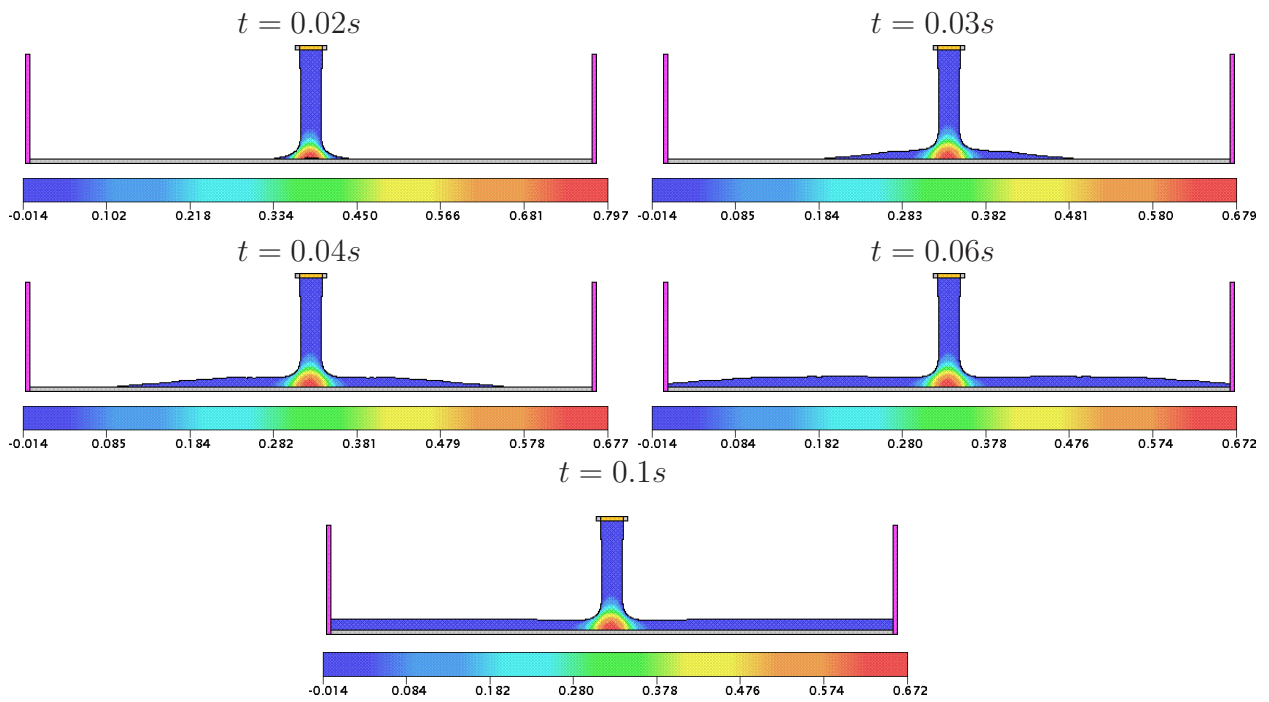 t = 0.02s
t = 0.03s
-0.014 0.102 0.218 0.334 0.450 0.566 0.681 0.797
-0.014 0.085 0.184 0.283 0.382 0.481 0.580 0.679
t = 0.04s
t = 0.06s
-0.014 0.085 0.184 0.282 0.381 0.479 0.578 0.677
-0.014 0.084 0.182 0.280 0.378 0.476 0.574 0.672
t = 0.1s
-0.014 0.084 0.182 0.280 0.378 0.476 0.574 0.672